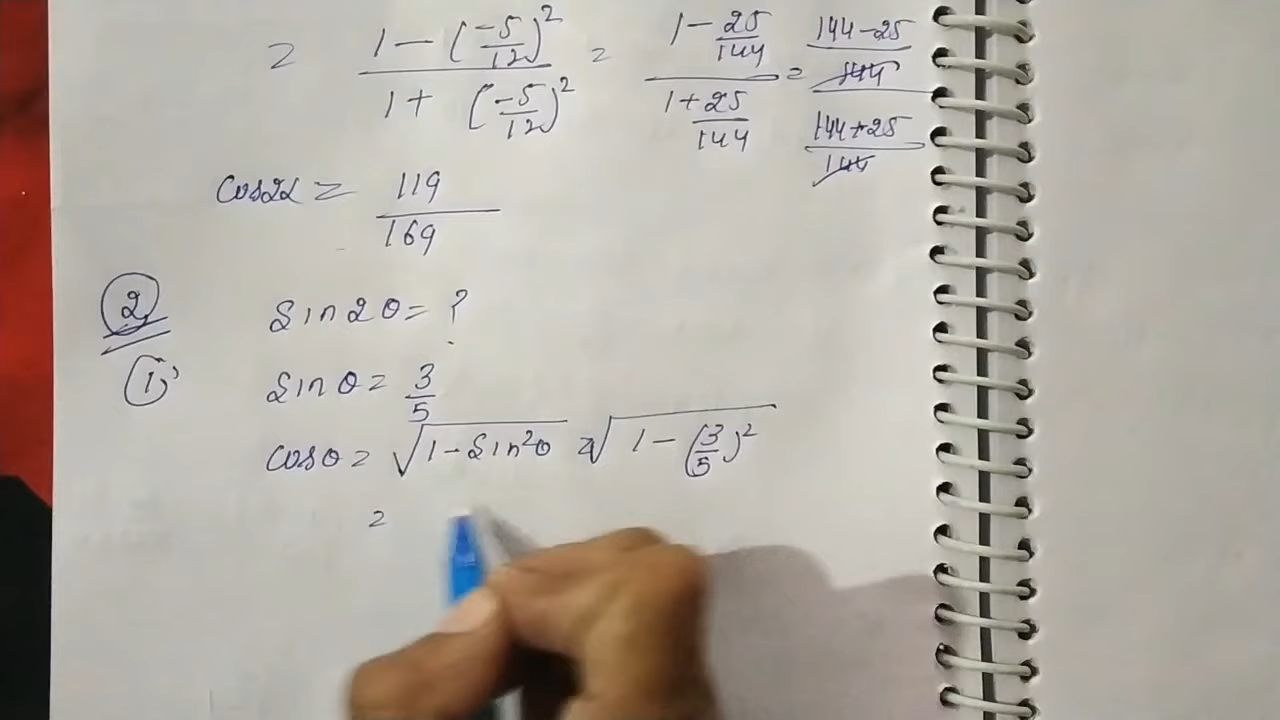 = 1 - (-5/12)² / 1 + (-5/12)² = 1 - 25/144 / 1 + 25/144 = 144 - 25 / 144 / 144 + 25 / 144
cos2α = 119/169
2 sin2θ = ?
(i) sinθ = 3/5
cosθ = √1 - sin²θ = √1 - (3/5)²
=